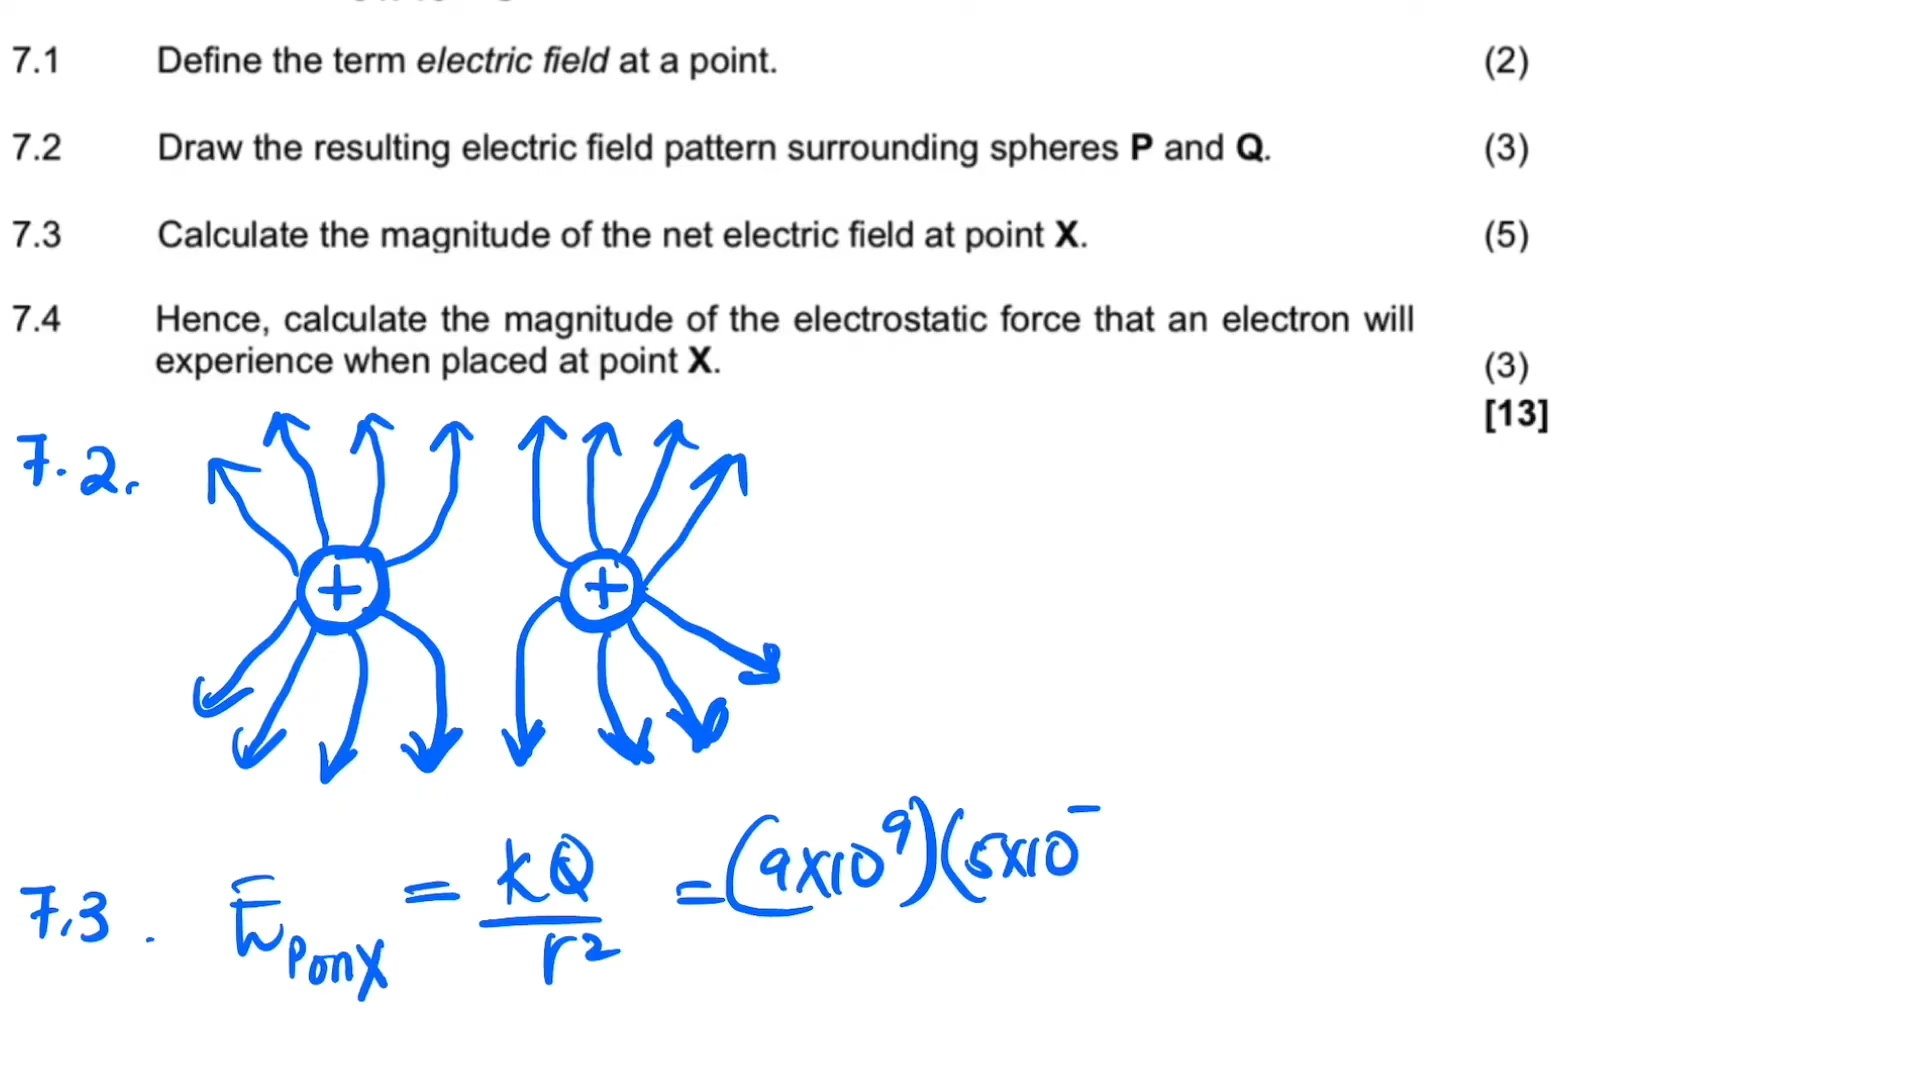 7.1 Define the term electric field at a point. (2)
7.2 Draw the resulting electric field pattern surrounding spheres P and Q. (3)
7.3 Calculate the magnitude of the net electric field at point X. (5)
7.4 Hence, calculate the magnitude of the electrostatic force that an electron will
experience when placed at point X. (3)
[13]
7.2.
+ +
7.3. E PonX = kQ/r² = (9x10⁹)(5x10⁻